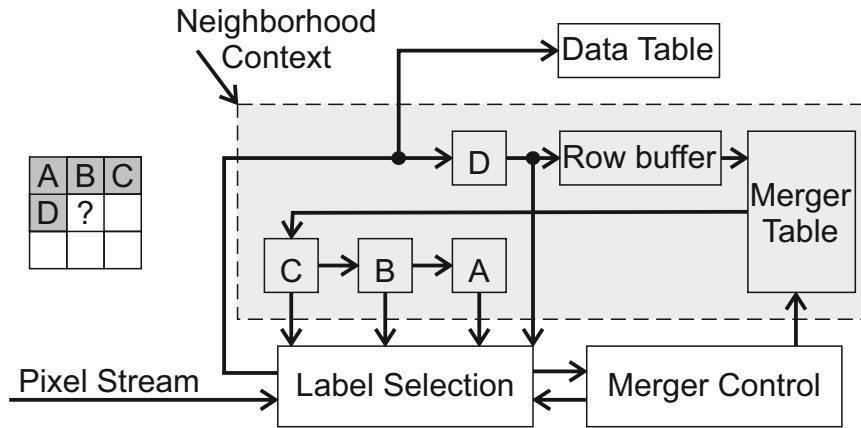 Neighborhood
Context
Data Table
A B C
D ?
D
Row buffer
Merger
Table
C B A
Pixel Stream
Label Selection
Merger Control